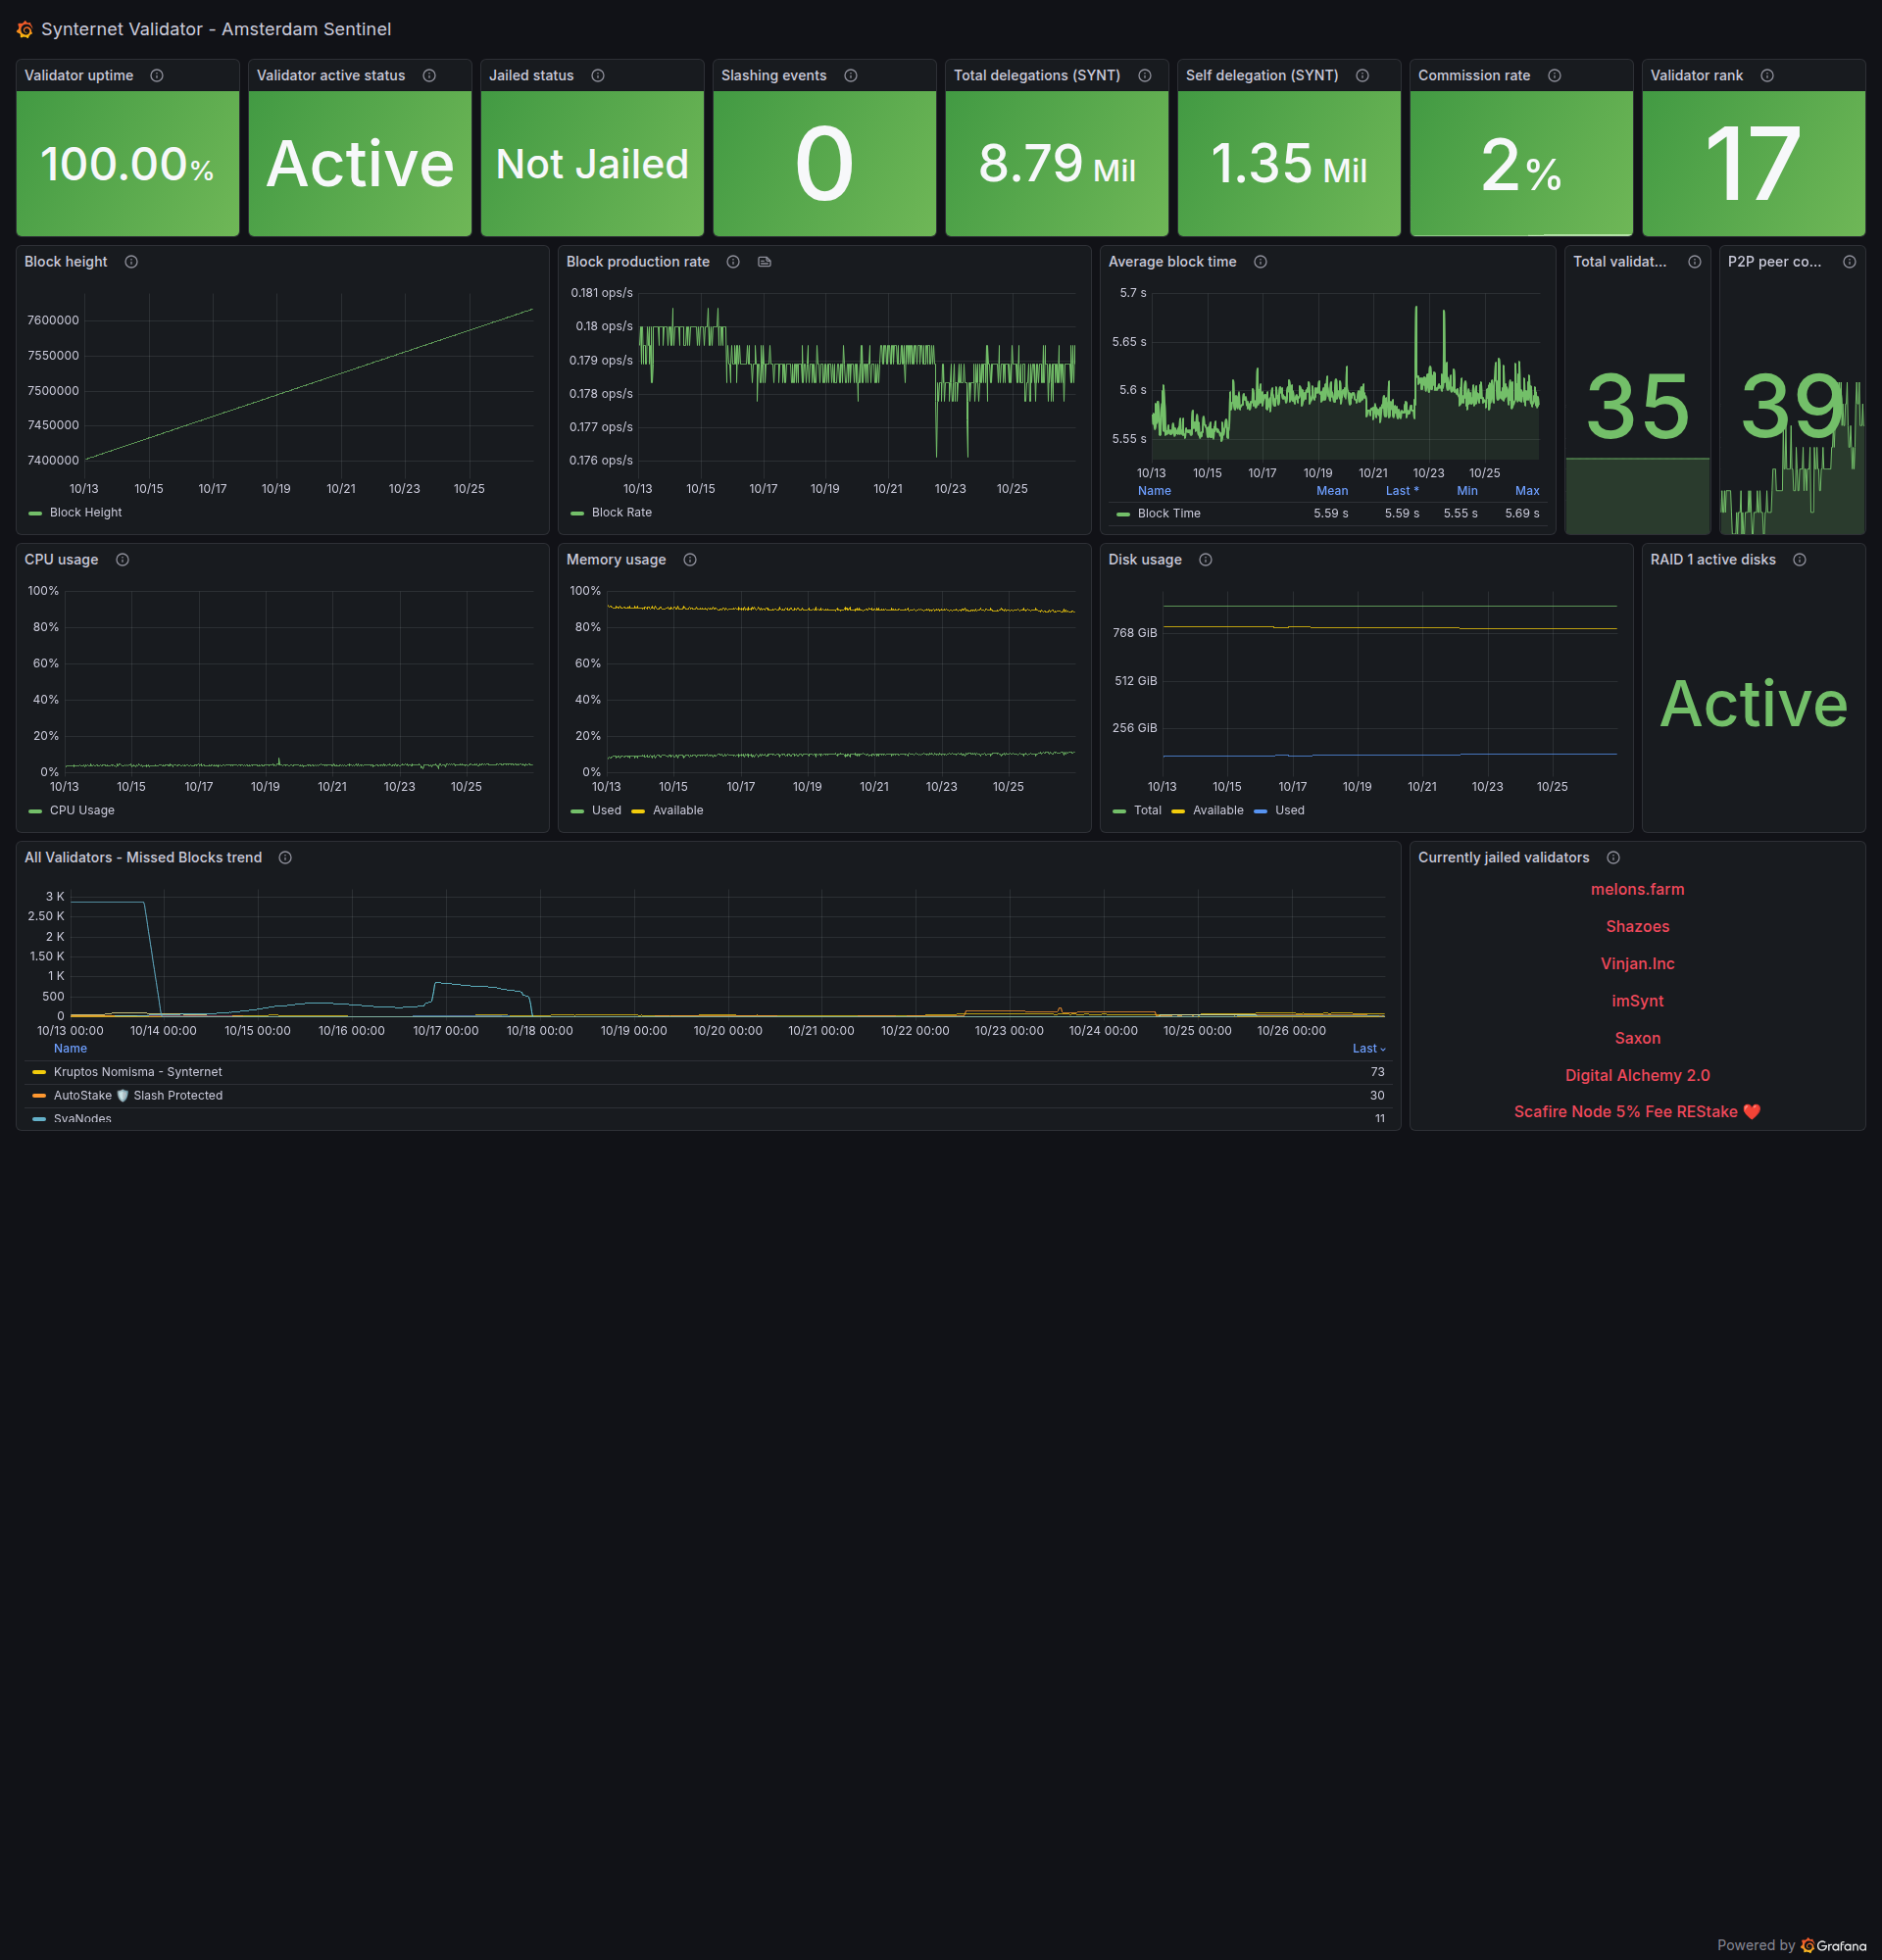 Synternet Validator - Amsterdam Sentinel
Validator uptime
100.00%
Validator active status
Active
Jailed status
Not Jailed
Slashing events
0
Total delegations (SYNT)
8.79 Mil
Self delegation (SYNT)
1.35 Mil
Commission rate
2%
Validator rank
17
Block height
7600000
7550000
7500000
7450000
7400000
10/13 10/15 10/17 10/19 10/21 10/23 10/25
Block Height
Block production rate
0.181 ops/s
0.18 ops/s
0.179 ops/s
0.178 ops/s
0.177 ops/s
0.176 ops/s
10/13 10/15 10/17 10/19 10/21 10/23 10/25
Block Rate
Average block time
5.7 s
5.65 s
5.6 s
5.55 s
10/13 10/15 10/17 10/19 10/21 10/23 10/25
Name Mean Last * Min Max
Block TIme 5.59 s 5.59 s 5.55 s 5.69 s
Total validat...
35
P2P peer co...
39
CPU usage
100%
80%
60%
40%
20%
0%
10/13 10/15 10/17 10/19 10/21 10/23 10/25
CPU Usage
Memory usage
100%
80%
60%
40%
20%
0%
10/13 10/15 10/17 10/19 10/21 10/23 10/25
Used Available
Disk usage
768 GiB
512 GiB
256 GiB
10/13 10/15 10/17 10/19 10/21 10/23 10/25
Total Available Used
RAID 1 active disks
Active
All Validators - Missed Blocks trend
3 K
2.50 K
2 K
1.50 K
1 K
500
0
10/13 00:00 10/14 00:00 10/15 00:00 10/16 00:00 10/17 00:00 10/18 00:00 10/19 00:00 10/20 00:00 10/21 00:00 10/22 00:00 10/23 00:00 10/24 00:00 10/25 00:00 10/26 00:00
Name Last
Kruptos Nomisma - Synternet 73
AutoStake 🛡️ Slash Protected 30
SvaNodes 11
Currently jailed validators
melons.farm
Shazoes
Vinjan.Inc
imSynt
Saxon
Digital Alchemy 2.0
Scafire Node 5% Fee REStake ❤️
Powered by Grafana